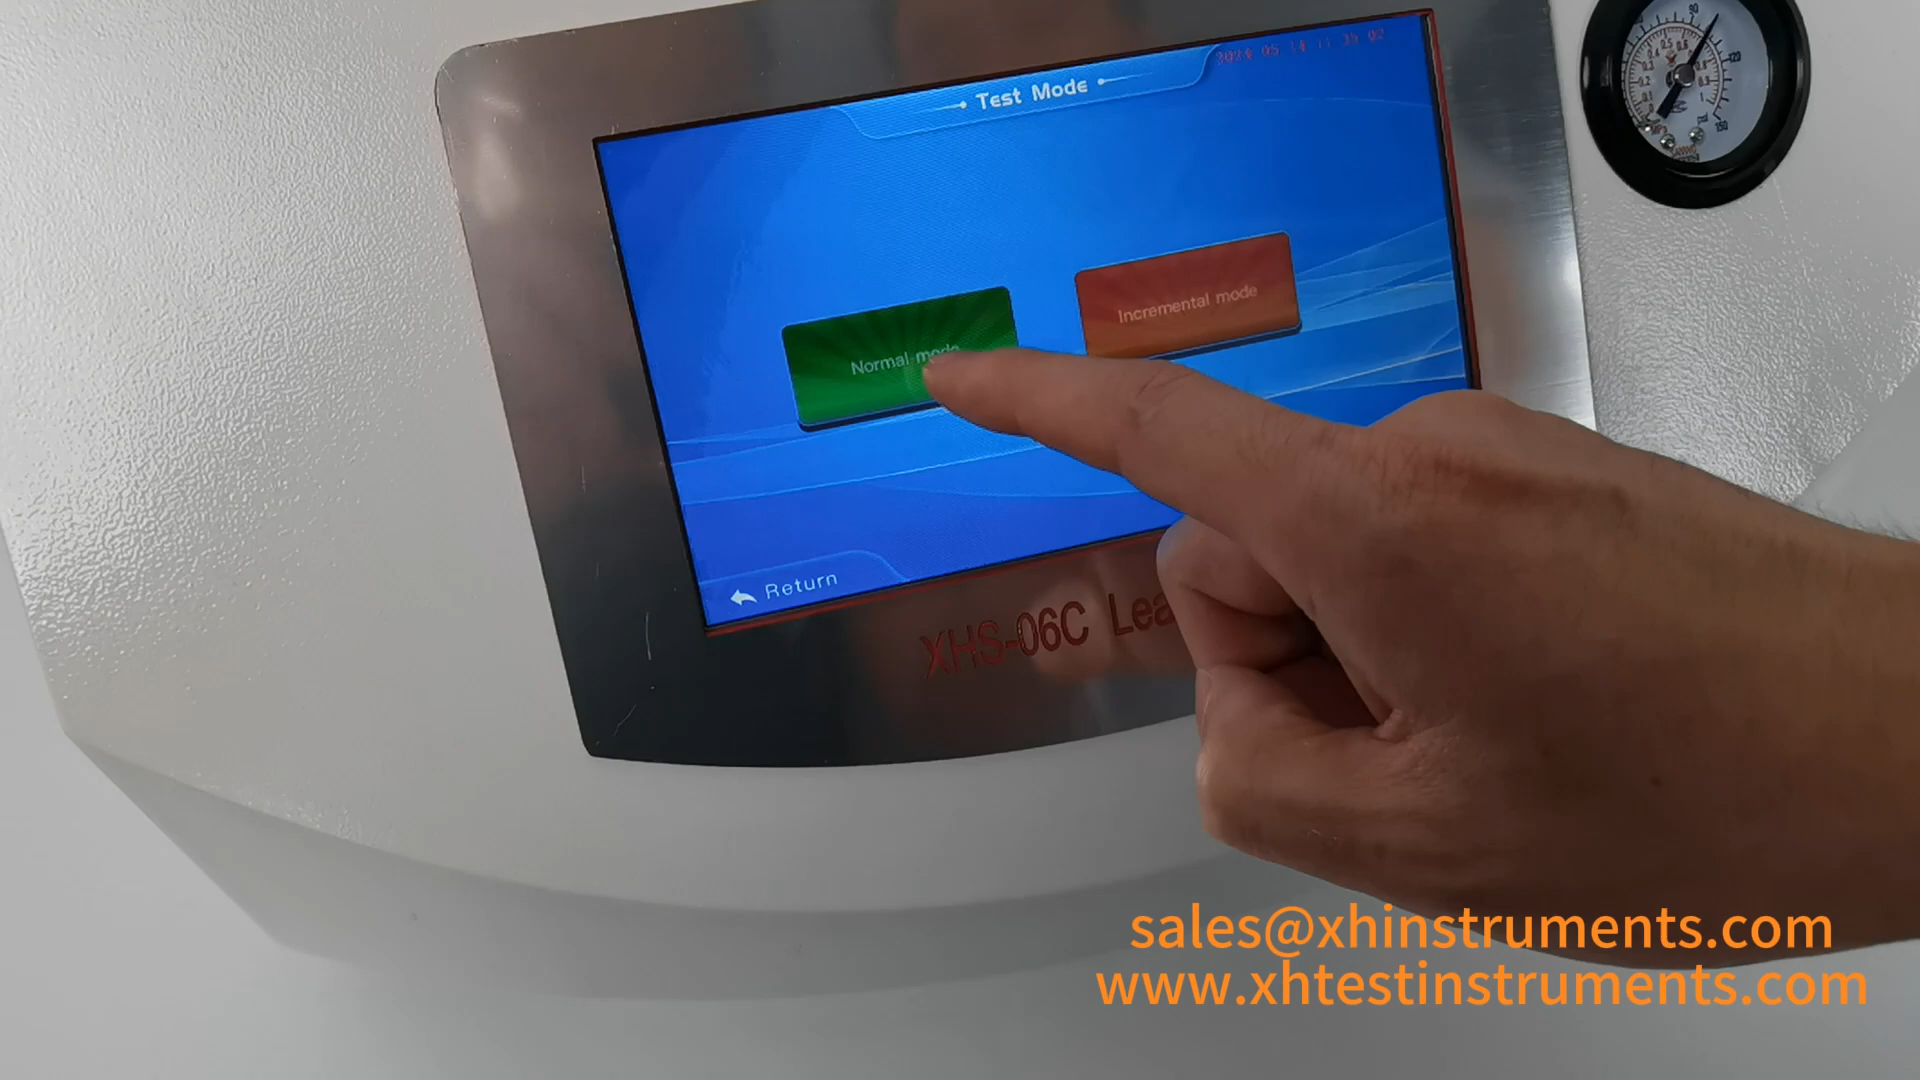 Test Mode
Normal mode
Incremental mode
Return
XHS-06C Lea
sales@xhinstruments.com
www.xhtestinstruments.com